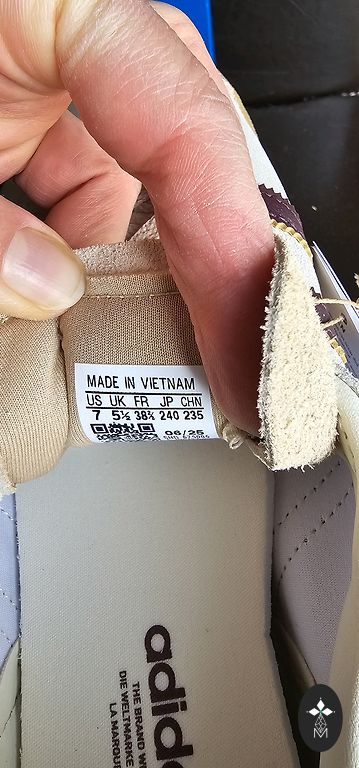 MADE IN VIETNAM
US UK FR JP CHN
7 5½ 38⅔ 240 235
06/25
adida
THE BRAND WI
DIE WELTMARKE
LA MARQU
M